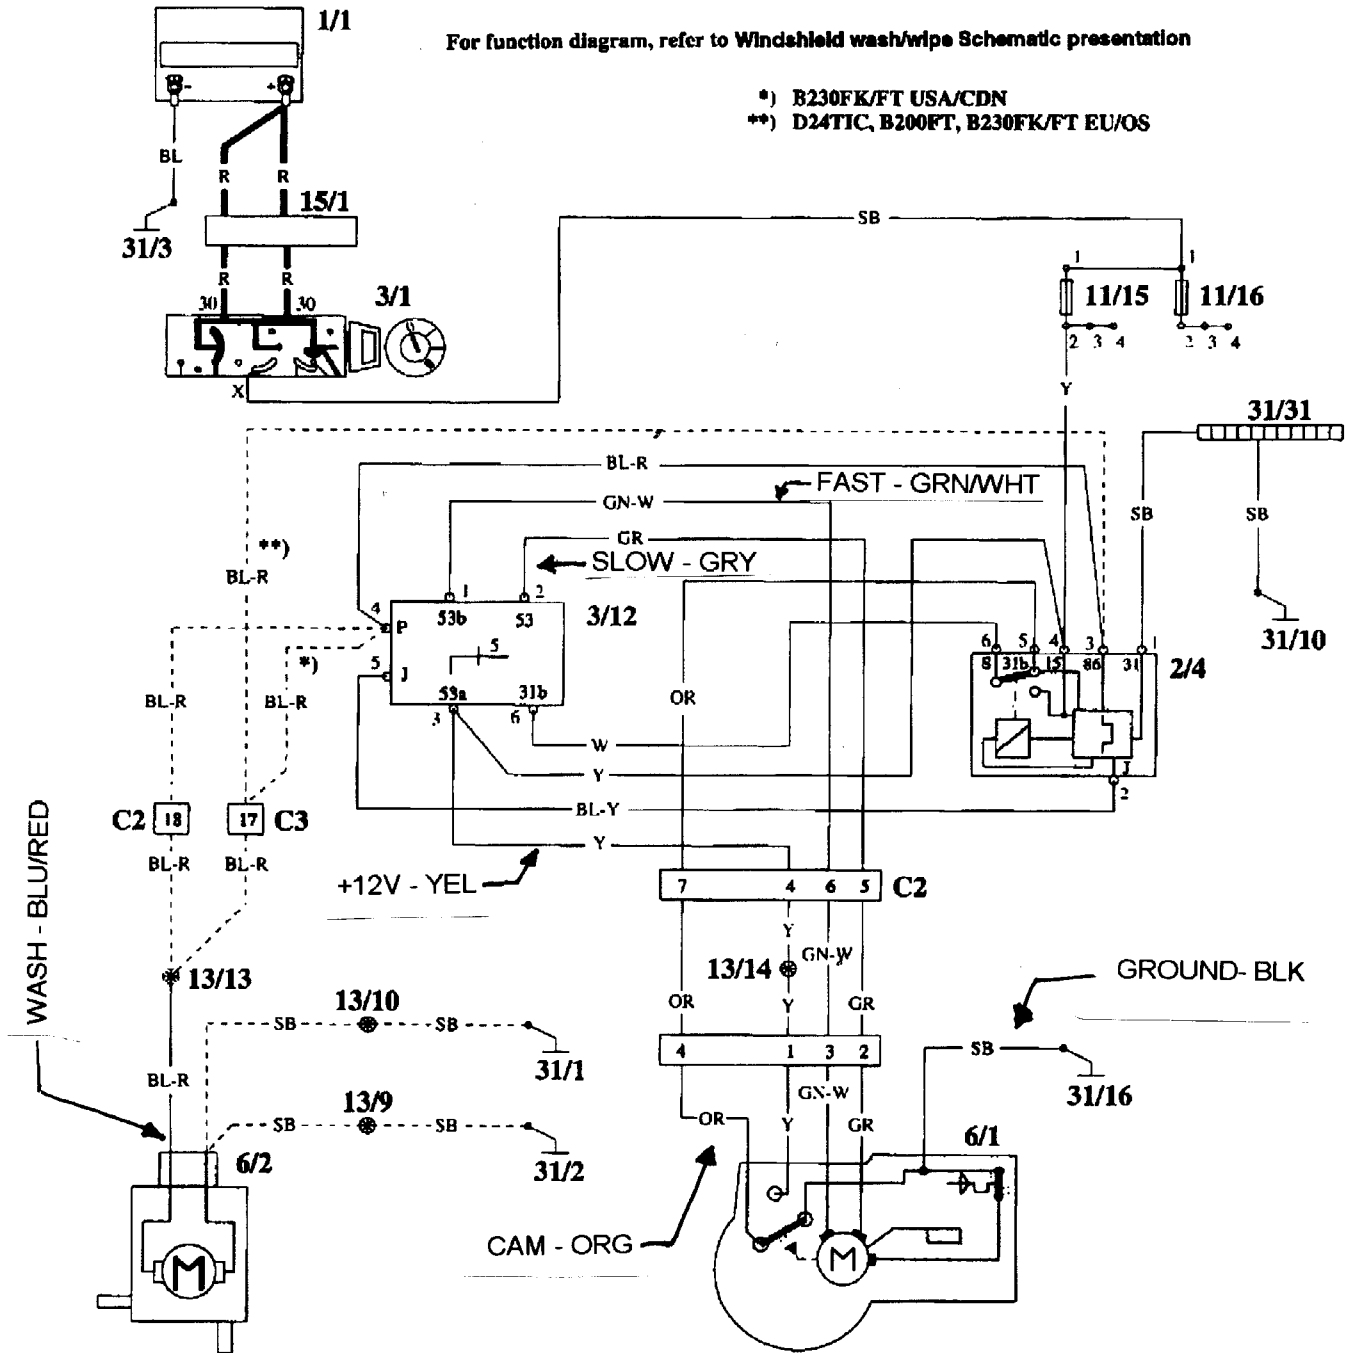 1/1
For function diagram, refer to Windshield wash/wipe Schematic presentation
*) B230FK/FT USA/CDN
**) D24TIC, B200FT, B230FK/FT EU/OS
- +
BL
R R
15/1
31/3
SB
R R
30 30
3/1
1 1
11/15 11/16
2 3 4 2 3 4
X
Y
31/31
BL-R
FAST - GRN/WHT
GN-W
SB SB
**)
GR
SLOW - GRY
BL-R
1 2
4
53b 53
3/12
P
5
31/10
6 5 4 3 1
8 31b 15 86 31
2/4
*)
5 J
53a 31b
3 6
BL-R BL-R
OR
W
Y
J
2
BL-Y
C2 18 17 C3
Y
BL-R BL-R
+12V - YEL
7 4 6 5 C2
WASH - BLU/RED
Y
GN-W
13/13
13/14
GROUND- BLK
13/10
OR Y GR
SB SB
SB
4 1 3 2
31/1
BL-R
GN-W
31/16
13/9
SB SB
OR Y GR
6/1
6/2
31/2
CAM - ORG
M
M